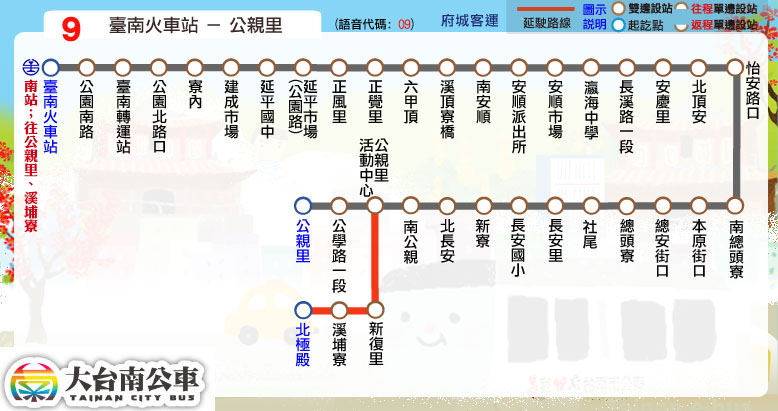 9 臺南火車站 － 公親里 (語音代碼: 09) 府城客運
延駛路線
圖示說明
雙邊設站
起訖點
往程單邊設站
返程單邊設站
南站；往公親里、溪埔寮
臺南火車站
公園南路
臺南轉運站
公園北路口
寮內
建成市場
延平國中
延平市場(公園路)
正風里
正覺里
六甲頂
溪頂寮橋
南安順
安順派出所
安順市場
瀛海中學
長溪路一段
安慶里
北頂安
怡安路口
南總頭寮
本原街口
總安街口
總頭寮
社尾
長安里
長安國小
新寮
北長安
南公親
公親里活動中心
公學路一段
公親里
新復里
溪埔寮
北極殿
大台南公車
TAINAN CITY BUS